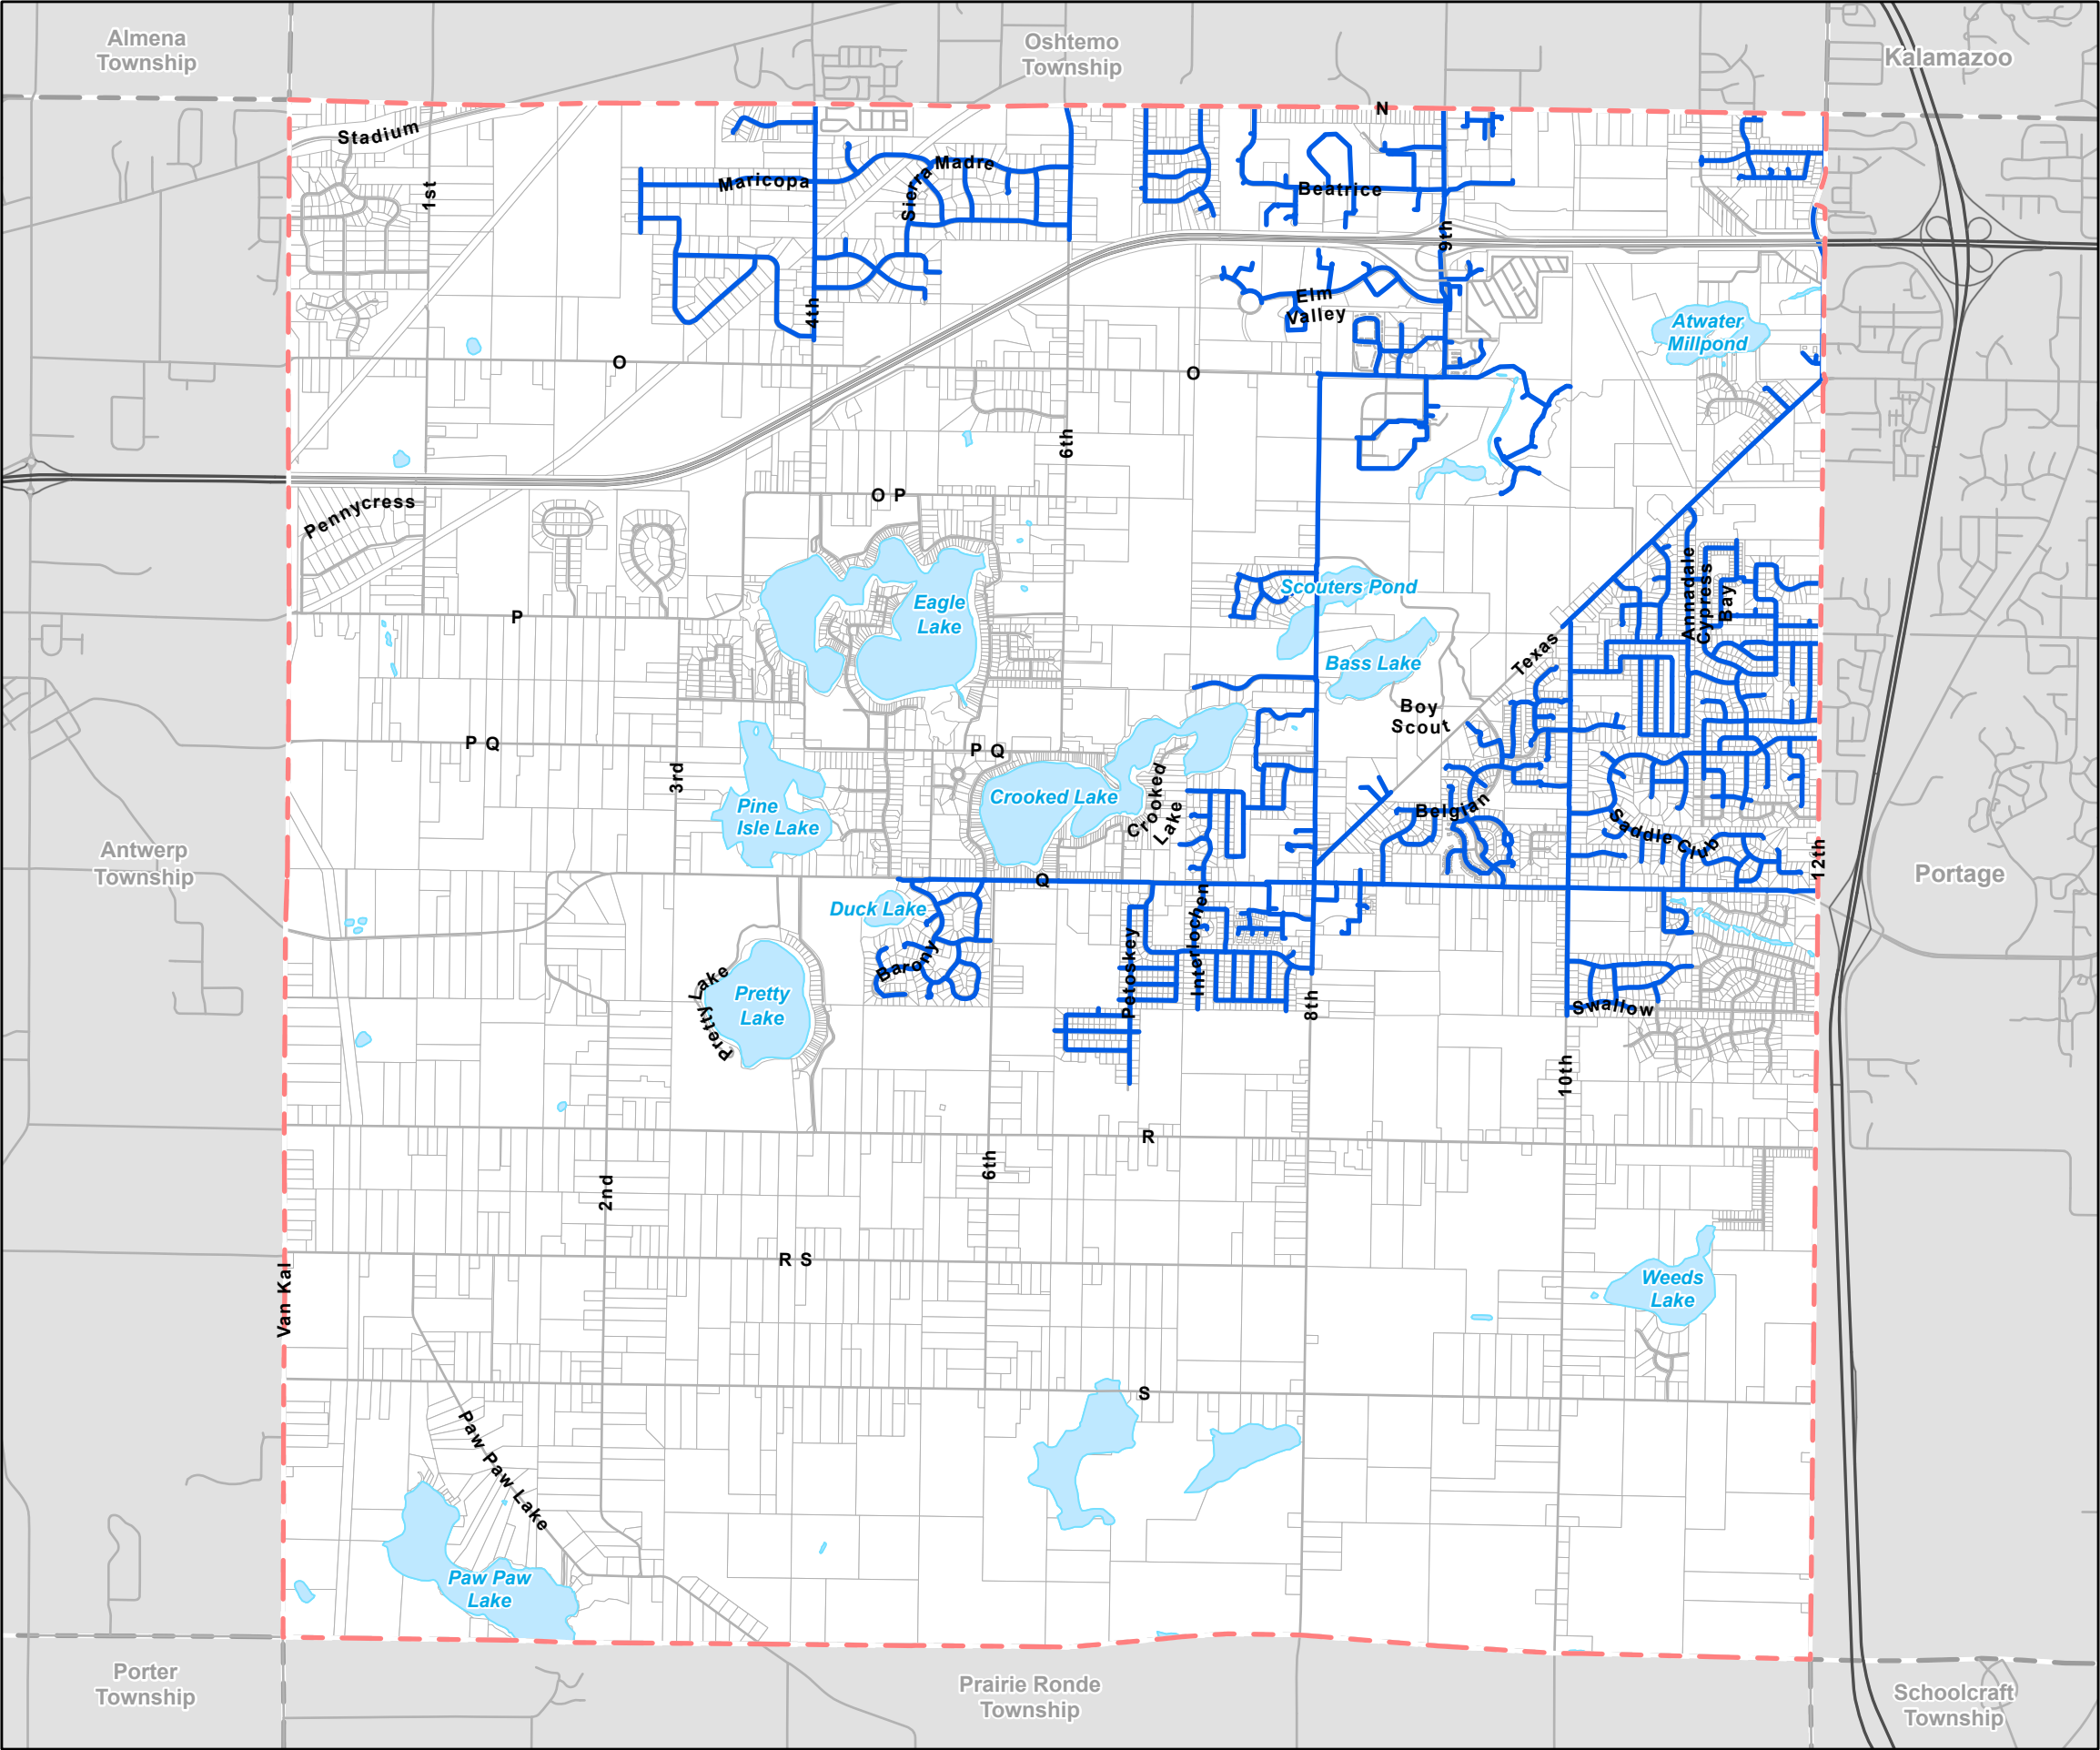 Almena
Township
Oshtemo
Township
Kalamazoo
N
Stadium
1st
Maricopa
Sierra
Madre
Beatrice
9th
4th
Elm
Valley
Atwater
Millpond
O
O
6th
O P
Pennycress
Eagle
Lake
Scouters Pond
Annadale
Cypress
Bay
P
Texas
Bass Lake
Boy
Scout
P Q
P Q
3rd
Pine
Isle Lake
Crooked Lake
Crooked
Lake
Belgian
Saddle Club
12th
Antwerp
Township
Portage
Q
Duck Lake
Interlochen
Petoskey
Barony
Pretty Lake
Pretty
Lake
8th
Swallow
10th
R
6th
2nd
R S
Van Kal
Weeds
Lake
S
Paw Paw Lake
Paw Paw
Lake
Porter
Township
Prairie Ronde
Township
Schoolcraft
Township